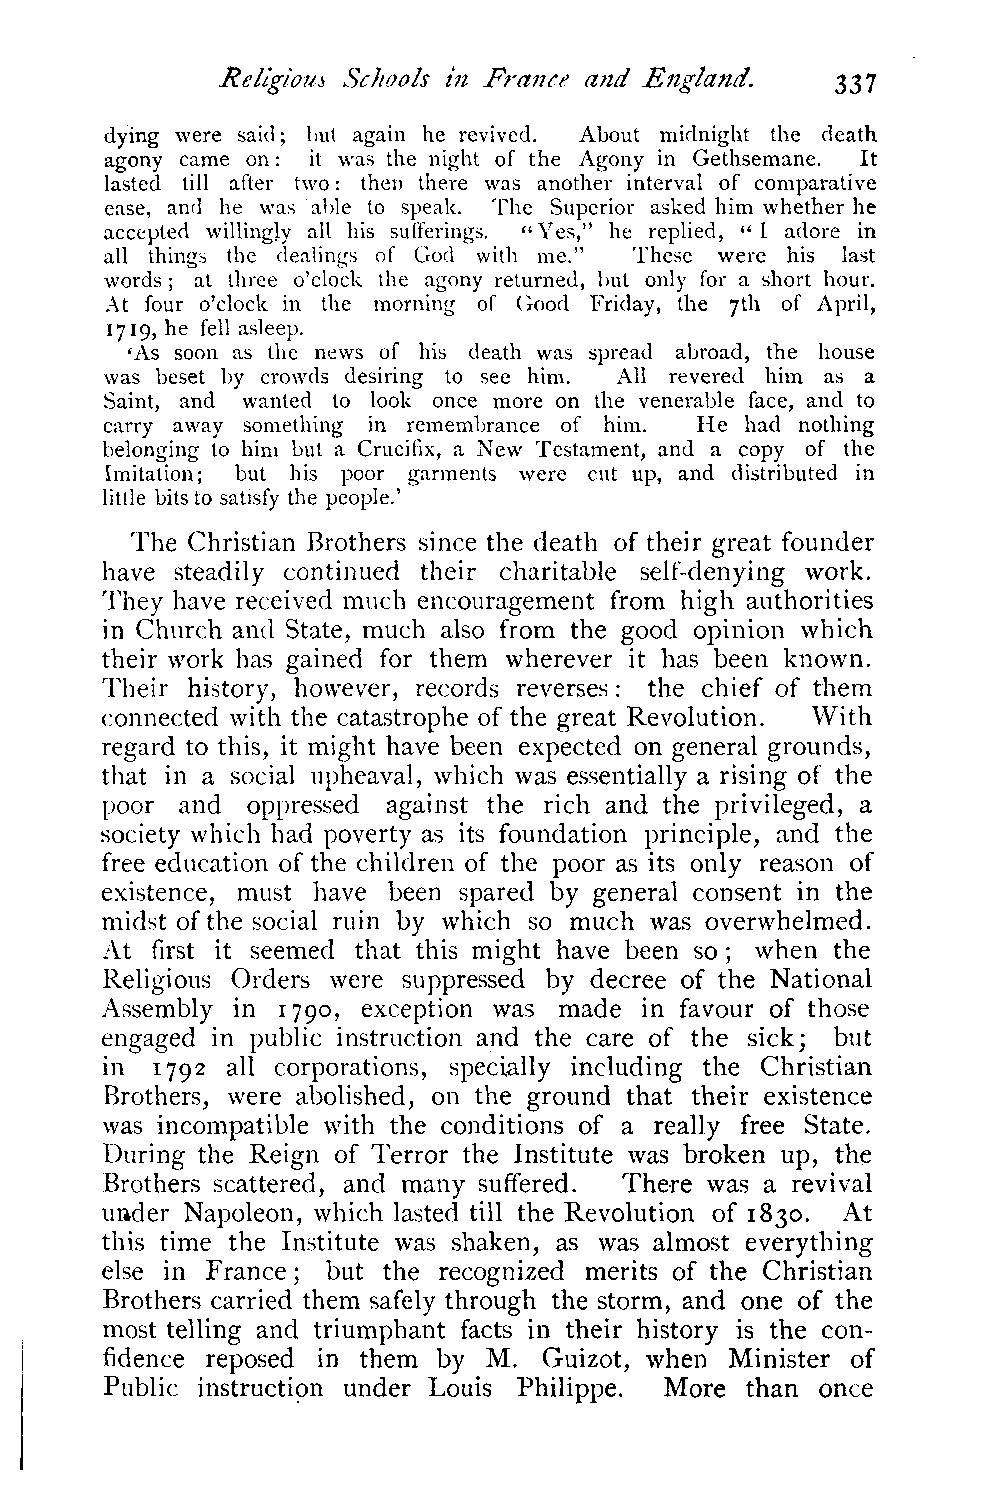 Religious Schools in France and England. 337
dying were said; but again he revived. About midnight the death
agony came on: it was the night of the Agony in Gethsemane. It
lasted till after two: then there was another interval of comparative
ease, and he was able to speak. The Superior asked him whether he
accepted willingly all his sufferings. “Yes,” he replied, “I adore in
all things the dealings of God with me.” These were his last
words; at three o'clock the agony returned, but only for a short hour.
At four o'clock in the morning of Good Friday, the 7th of April,
1719, he fell asleep.
‘As soon as the news of his death was spread abroad, the house
was beset by crowds desiring to see him. All revered him as a
Saint, and wanted to look once more on the venerable face, and to
carry away something in remembrance of him. He had nothing
belonging to him but a Crucifix, a New Testament, and a copy of the
Imitation; but his poor garments were cut up, and distributed in
little bits to satisfy the people.’
The Christian Brothers since the death of their great founder
have steadily continued their charitable self-denying work.
They have received much encouragement from high authorities
in Church and State, much also from the good opinion which
their work has gained for them wherever it has been known.
Their history, however, records reverses: the chief of them
connected with the catastrophe of the great Revolution. With
regard to this, it might have been expected on general grounds,
that in a social upheaval, which was essentially a rising of the
poor and oppressed against the rich and the privileged, a
society which had poverty as its foundation principle, and the
free education of the children of the poor as its only reason of
existence, must have been spared by general consent in the
midst of the social ruin by which so much was overwhelmed.
At first it seemed that this might have been so; when the
Religious Orders were suppressed by decree of the National
Assembly in 1790, exception was made in favour of those
engaged in public instruction and the care of the sick; but
in 1792 all corporations, specially including the Christian
Brothers, were abolished, on the ground that their existence
was incompatible with the conditions of a really free State.
During the Reign of Terror the Institute was broken up, the
Brothers scattered, and many suffered. There was a revival
under Napoleon, which lasted till the Revolution of 1830. At
this time the Institute was shaken, as was almost everything
else in France; but the recognized merits of the Christian
Brothers carried them safely through the storm, and one of the
most telling and triumphant facts in their history is the con-
fidence reposed in them by M. Guizot, when Minister of
Public instruction under Louis Philippe. More than once